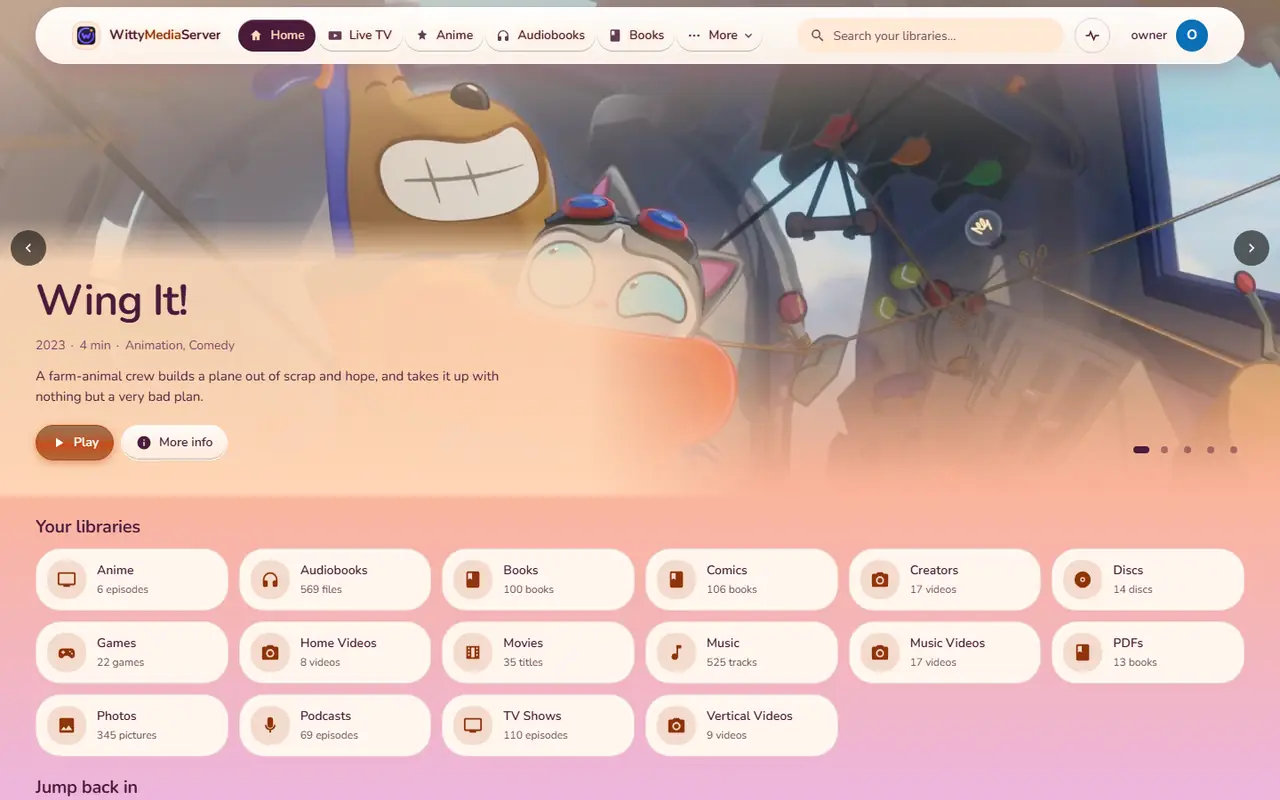 WittyMediaServer
Home
Live TV
Anime
Audiobooks
Books
More
Search your libraries...
owner
O
Wing It!
2023 · 4 min · Animation, Comedy
A farm-animal crew builds a plane out of scrap and hope, and takes it up with
nothing but a very bad plan.
Play
More info
Your libraries
Anime
6 episodes
Audiobooks
569 files
Books
100 books
Comics
106 books
Creators
17 videos
Discs
14 discs
Games
22 games
Home Videos
8 videos
Movies
35 titles
Music
525 tracks
Music Videos
17 videos
PDFs
13 books
Photos
345 pictures
Podcasts
69 episodes
TV Shows
110 episodes
Vertical Videos
9 videos
Jump back in